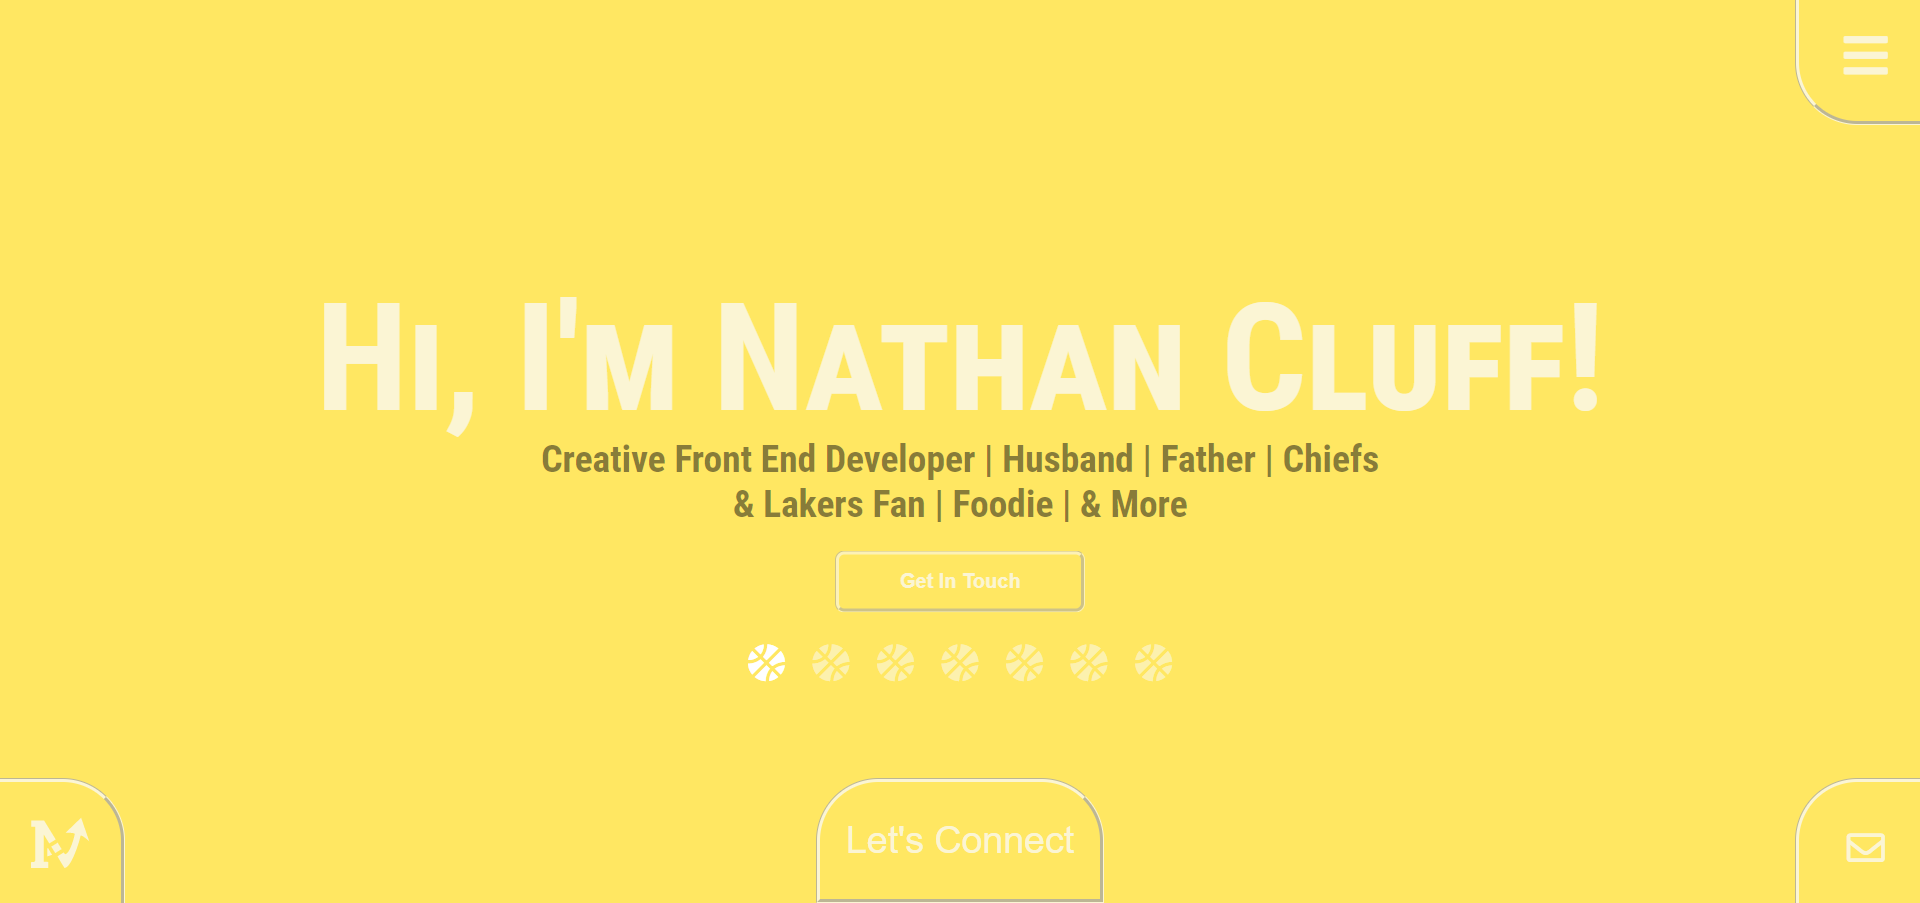 Hi, I'm Nathan Cluff!
Creative Front End Developer | Husband | Father | Chiefs
& Lakers Fan | Foodie | & More
Get In Touch
Let's Connect